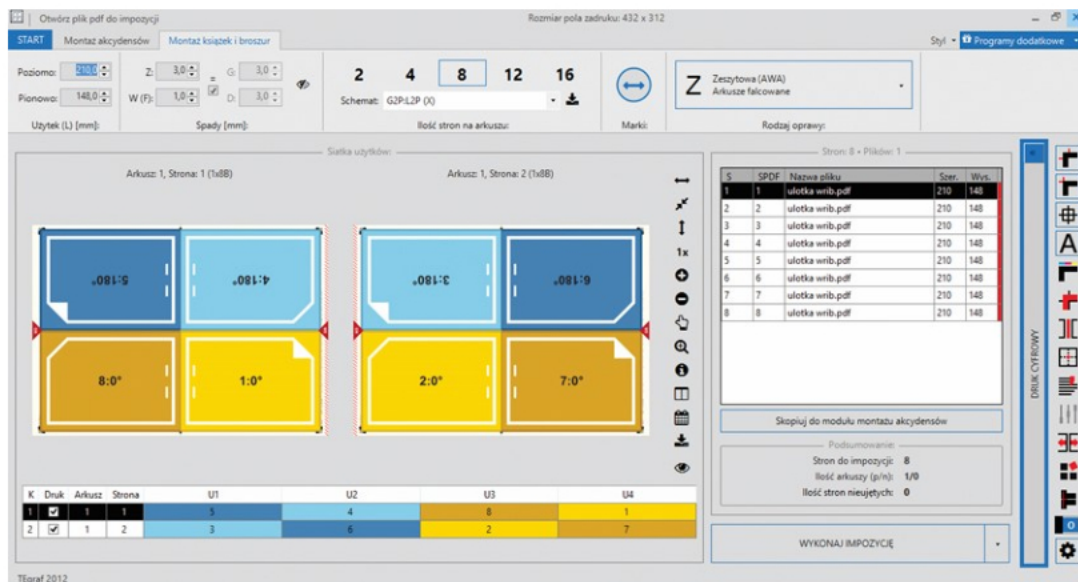 Otwórz plik pdf do impozycji
Rozmiar pola zadruku: 432 x 312
START Montaż akcydensów Montaż książek i broszur
Styl Programy dodatkowe
Poziomo: 210,0
Pionowo: 148,0
Użytek (L) [mm]:
Z: 3,0 = G: 3,0
W (F): 1,0 D: 3,0
Spady [mm]:
2 4 8 12 16
Schemat: G2P:L2P (X)
Ilość stron na arkuszu:
Marki:
Z Zeszytowa (AWA)
Arkusze falcowane
Rodzaj oprawy:
Siatka użytków:
Arkusz: 1, Strona: 1 (1x8B) Arkusz: 1, Strona: 2 (1x8B)
5:180° 4:180° 3:180° 6:180°
8:0° 1:0° 2:0° 7:0°
1x
K Druk Arkusz Strona U1 U2 U3 U4
1 1 1 5 4 8 1
2 1 2 3 6 2 7
Stron: 8 • Plików: 1
S SPDF Nazwa pliku Szer. Wys.
1 1 ulotka wrib.pdf 210 148
2 2 ulotka wrib.pdf 210 148
3 3 ulotka wrib.pdf 210 148
4 4 ulotka wrib.pdf 210 148
5 5 ulotka wrib.pdf 210 148
6 6 ulotka wrib.pdf 210 148
7 7 ulotka wrib.pdf 210 148
8 8 ulotka wrib.pdf 210 148
Skopiuj do modułu montażu akcydensów
Podsumowanie
Stron do impozycji: 8
Ilość arkuszy (p/n): 1/0
Ilość stron nieujętych: 0
WYKONAJ IMPOZYCJĘ
DRUK CYFROWY
A
0
TEgraf 2012